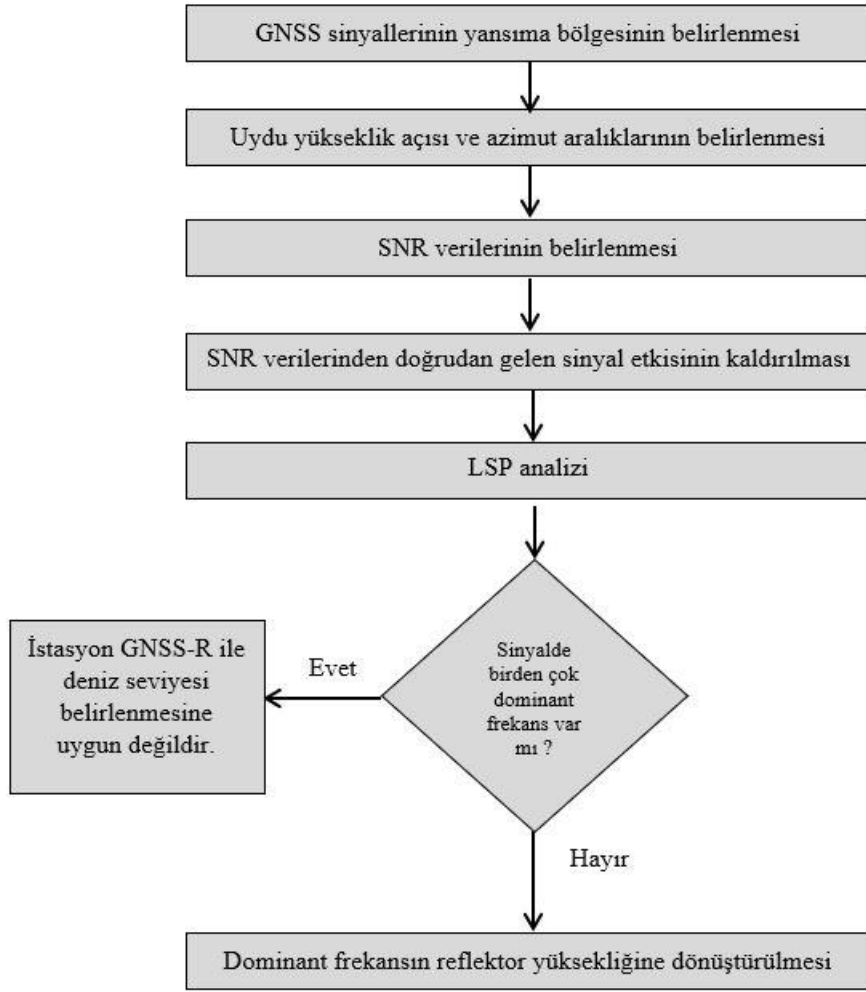 GNSS sinyallerinin yansıma bölgesinin belirlenmesi
Uydu yükseklik açısı ve azimut aralıklarının belirlenmesi
SNR verilerinin belirlenmesi
SNR verilerinden doğrudan gelen sinyal etkisinin kaldırılması
LSP analizi
Sinyalde
birden çok
dominant
frekans var
mı ?
Evet
İstasyon GNSS-R ile
deniz seviyesi
belirlenmesine
uygun değildir.
Hayır
Dominant frekansın reflektor yüksekliğine dönüştürülmesi